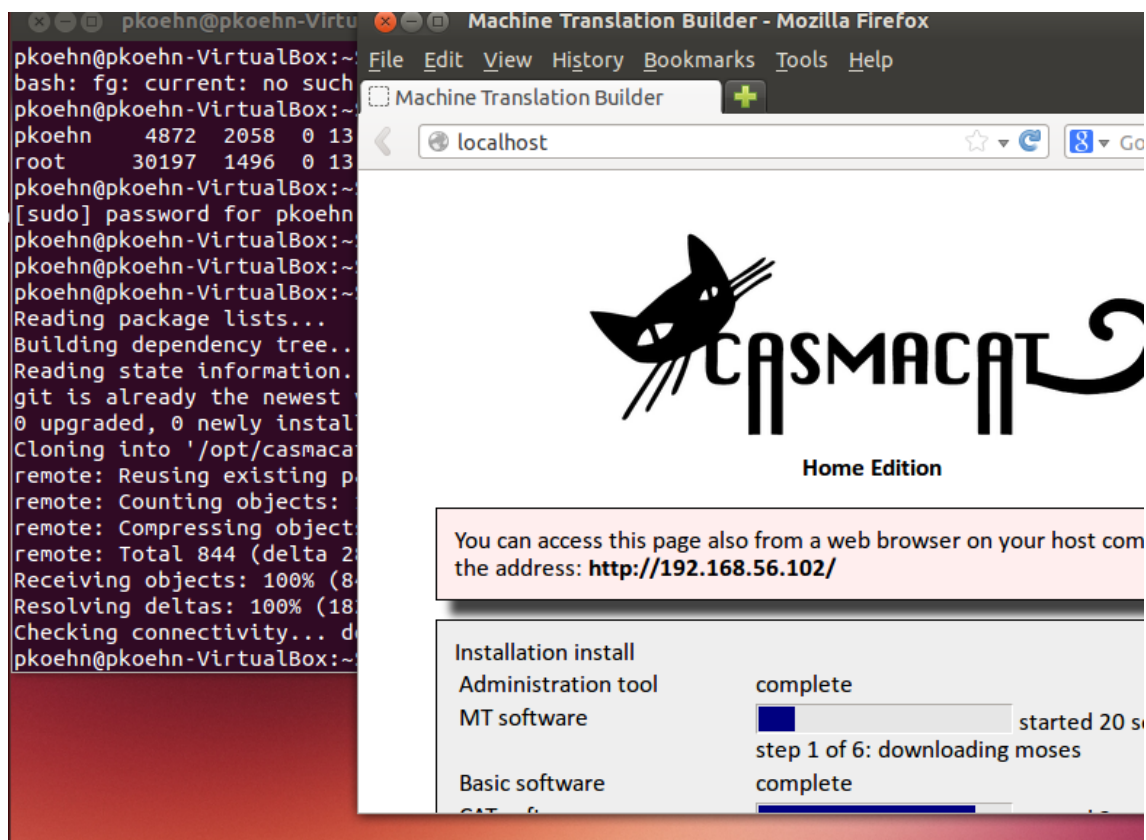 pkoehn@pkoehn-Virtu
pkoehn@pkoehn-VirtualBox:~
bash: fg: current: no such
pkoehn@pkoehn-VirtualBox:~
pkoehn 4872 2058 0 13
root 30197 1496 0 13
pkoehn@pkoehn-VirtualBox:~
[sudo] password for pkoehn
pkoehn@pkoehn-VirtualBox:~
pkoehn@pkoehn-VirtualBox:~
pkoehn@pkoehn-VirtualBox:~
Reading package lists...
Building dependency tree..
Reading state information.
git is already the newest
0 upgraded, 0 newly instal
Cloning into '/opt/casmaca
remote: Reusing existing p
remote: Counting objects:
remote: Compressing object
remote: Total 844 (delta 2
Receiving objects: 100% (8
Resolving deltas: 100% (18
Checking connectivity... d
pkoehn@pkoehn-VirtualBox:~
Machine Translation Builder - Mozilla Firefox
File Edit View History Bookmarks Tools Help
Machine Translation Builder
localhost
8 Go
CASMACAT
Home Edition
You can access this page also from a web browser on your host com
the address: http://192.168.56.102/
Installation install
Administration tool complete
MT software started 20 s
step 1 of 6: downloading moses
Basic software complete